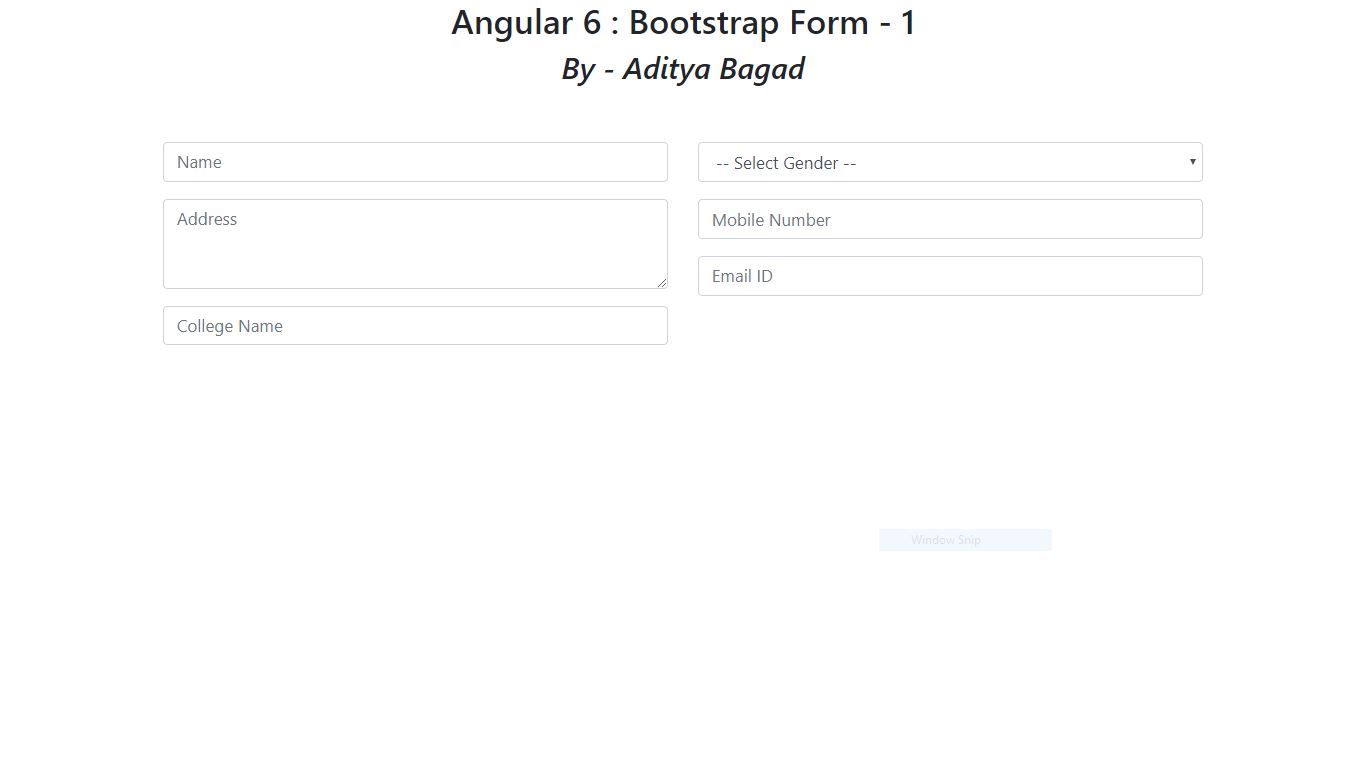 Angular 6 : Bootstrap Form - 1
By - Aditya Bagad
Name
-- Select Gender --
Address
Mobile Number
Email ID
College Name
Window Snip